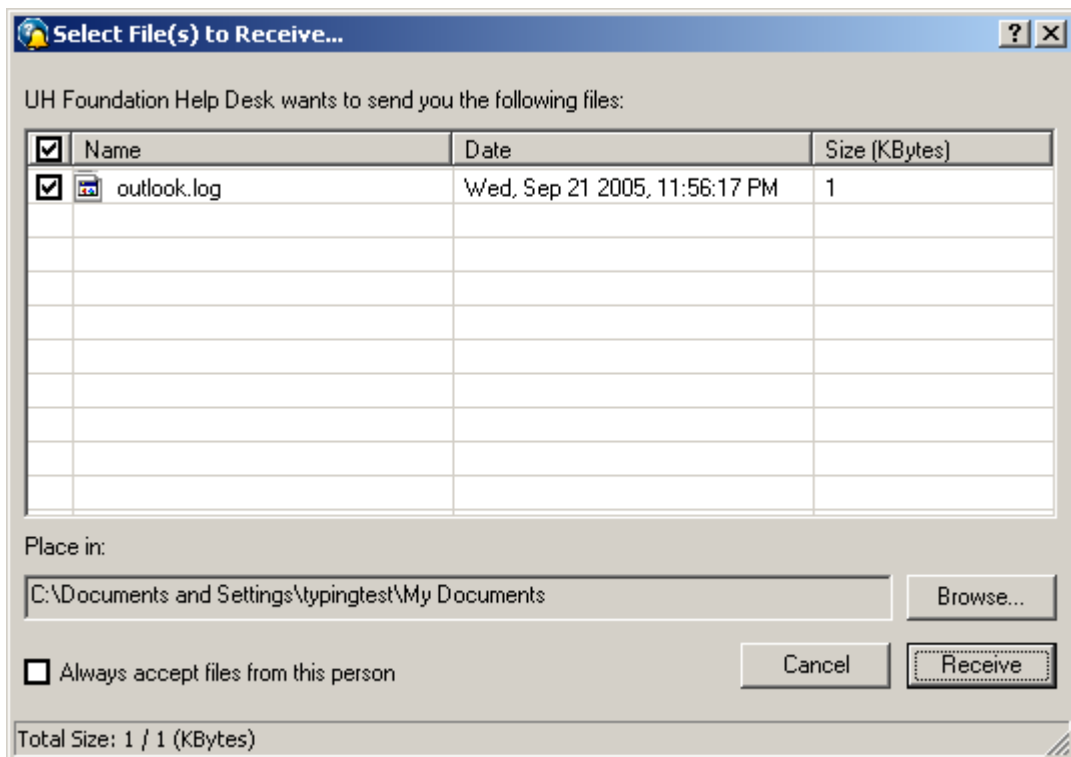 Select File(s) to Receive...
UH Foundation Help Desk wants to send you the following files:
Name Date Size (KBytes)
outlook.log Wed, Sep 21 2005, 11:56:17 PM 1
Place in:
C:\Documents and Settings\typingtest\My Documents Browse...
Always accept files from this person Cancel Receive
Total Size: 1 / 1 (KBytes)